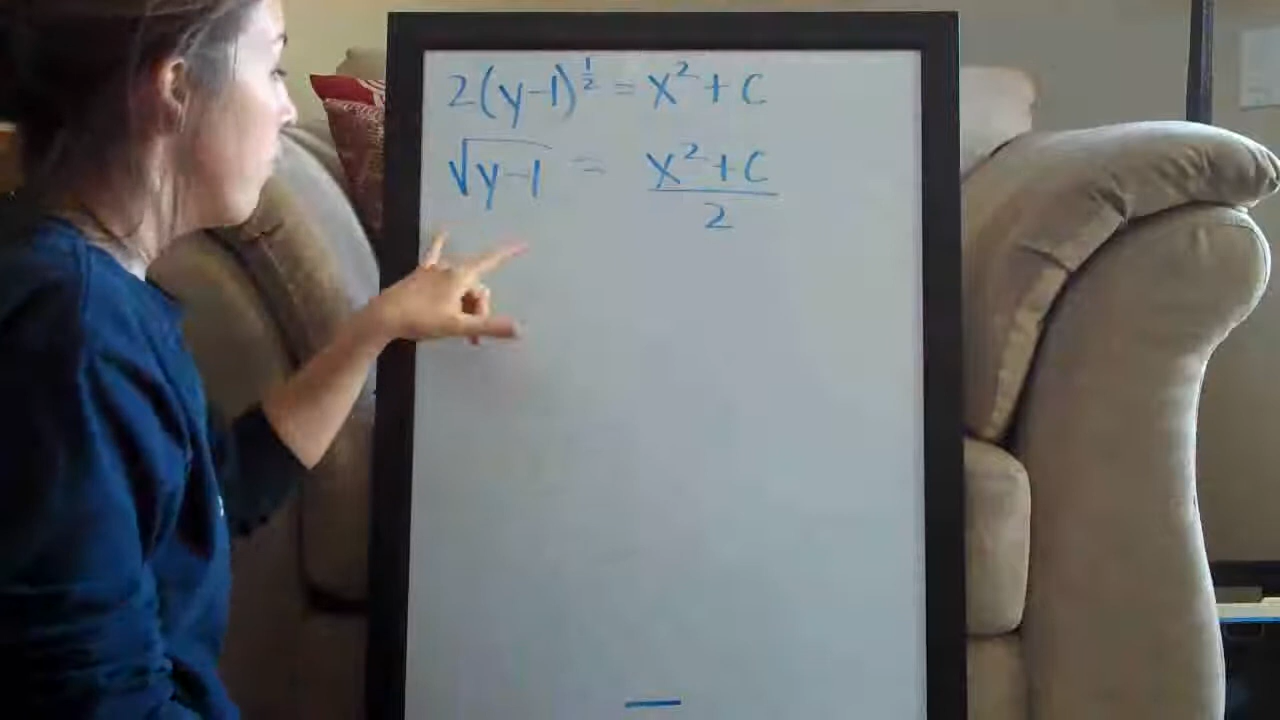 2(y-1)^{1/2} = x² + C
√(y-1) = (x² + C)/2